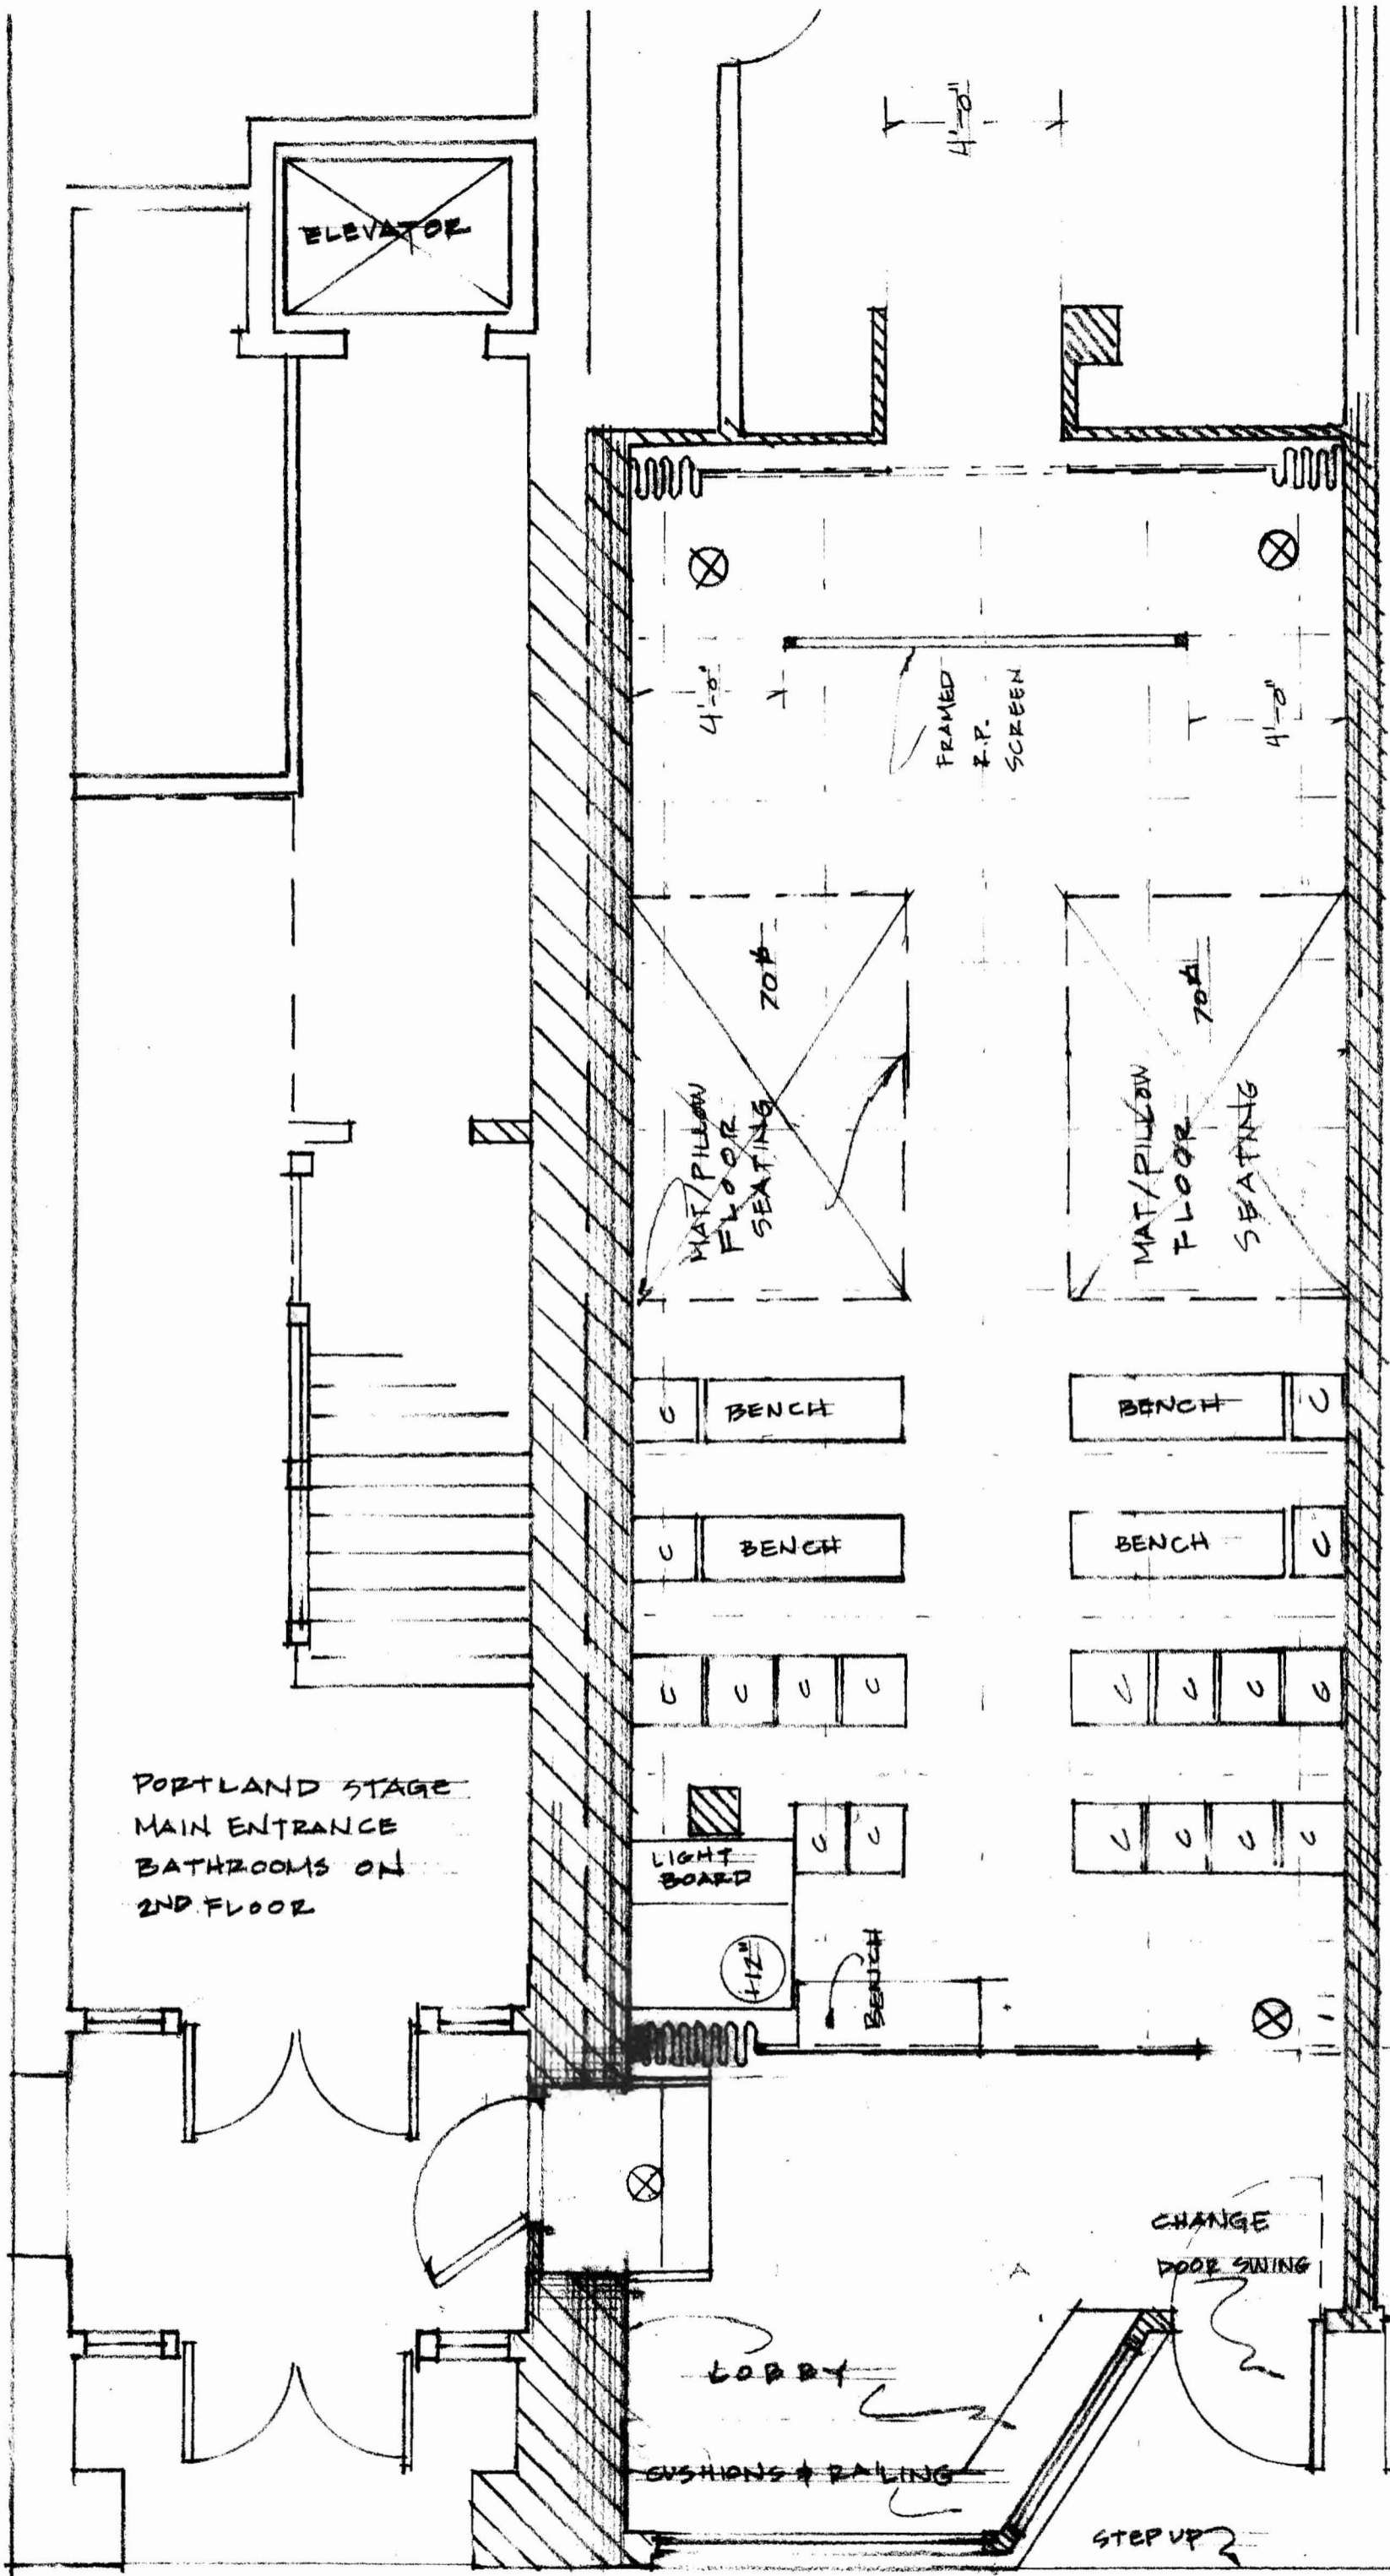 4'-0"
ELEVATOR
4'-0"
FRAMED
R.P.
SCREEN
4'-0"
70#
70#
MAT/PILLOW
FLOOR
SEATING
MAT/PILLOW
FLOOR
SEATING
C BENCH
BENCH C
C BENCH
BENCH C
C C C C
C C C C
PORTLAND STAGE
MAIN ENTRANCE
BATHROOMS ON
2ND FLOOR
LIGHT
BOARD
C C
C C C C
+12"
BENCH
CHANGE
DOOR SWING
LOBBY
CUSHIONS & RAILING
STEP UP